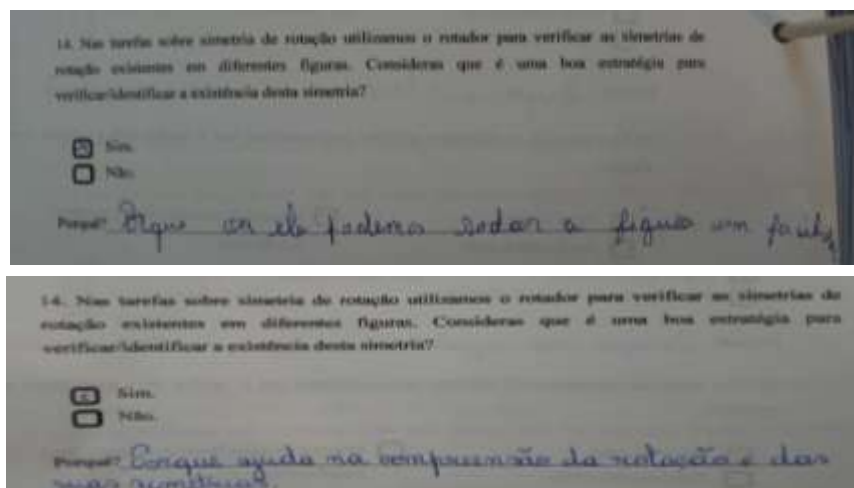 14. Nas tarefas sobre simetria de rotação utilizamos o rotador para verificar as simetrias de
rotação existentes em diferentes figuras. Consideras que é uma boa estratégia para
verificar/identificar a existência desta simetria?
Sim.
Não.
Porquê? Porque ele podemos rodar a figura
14. Nas tarefas sobre simetria de rotação utilizamos o rotador para verificar as simetrias de
rotação existentes em diferentes figuras. Consideras que é uma boa estratégia para
verificar/identificar a existência desta simetria?
Sim.
Não.
Porquê? Porque ajuda na compreensão da rotação e das
suas simetrias.